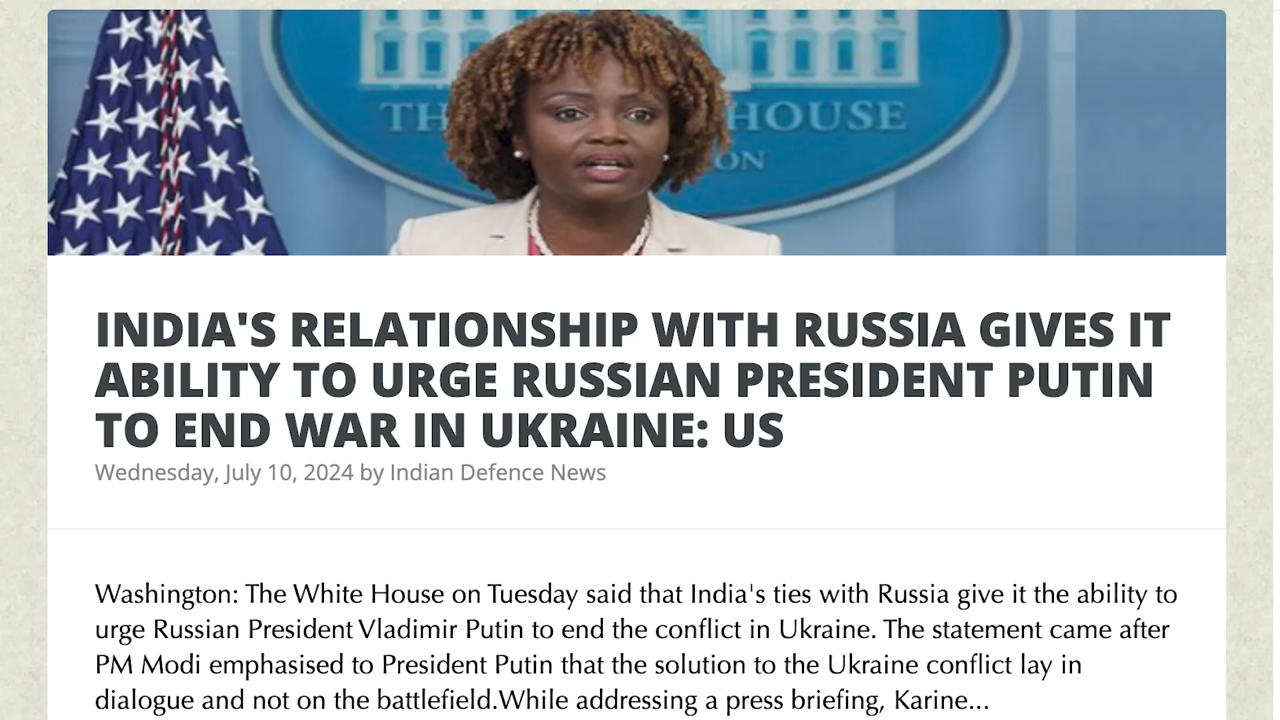 TH HOUSE
ON
INDIA'S RELATIONSHIP WITH RUSSIA GIVES IT
ABILITY TO URGE RUSSIAN PRESIDENT PUTIN
TO END WAR IN UKRAINE: US
Wednesday, July 10, 2024 by Indian Defence News
Washington: The White House on Tuesday said that India's ties with Russia give it the ability to
urge Russian President Vladimir Putin to end the conflict in Ukraine. The statement came after
PM Modi emphasised to President Putin that the solution to the Ukraine conflict lay in
dialogue and not on the battlefield.While addressing a press briefing, Karine...